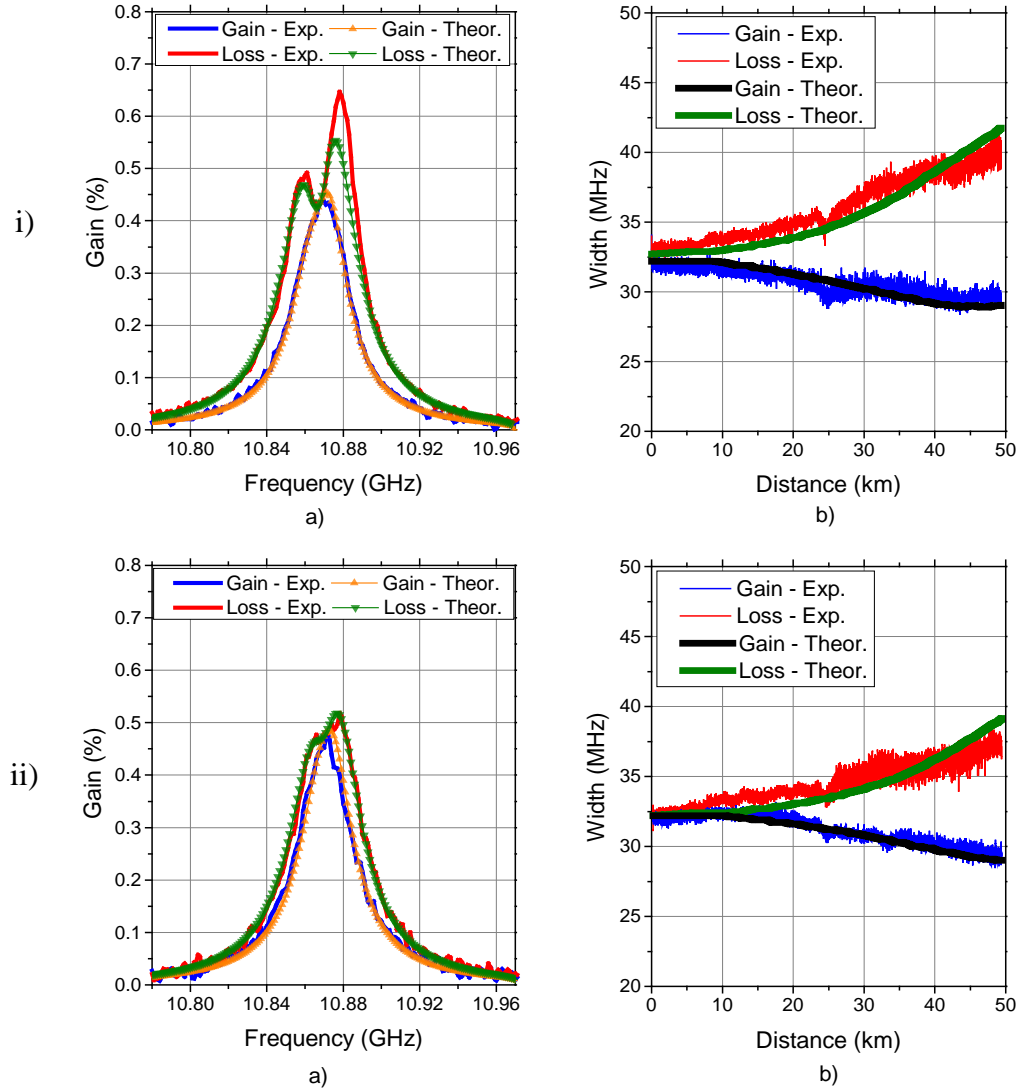 i)
Gain - Exp. Gain - Theor.
Loss - Exp. Loss - Theor.
Gain (%)
0.8
0.7
0.6
0.5
0.4
0.3
0.2
0.1
0.0
10.80 10.84 10.88 10.92 10.96
Frequency (GHz)
a)
Gain - Exp.
Loss - Exp.
Gain - Theor.
Loss - Theor.
Width (MHz)
50
45
40
35
30
25
20
0 10 20 30 40 50
Distance (km)
b)
ii)
Gain - Exp. Gain - Theor.
Loss - Exp. Loss - Theor.
Gain (%)
0.8
0.7
0.6
0.5
0.4
0.3
0.2
0.1
0.0
10.80 10.84 10.88 10.92 10.96
Frequency (GHz)
a)
Gain - Exp.
Loss - Exp.
Gain - Theor.
Loss - Theor.
Width (MHz)
50
45
40
35
30
25
20
0 10 20 30 40 50
Distance (km)
b)